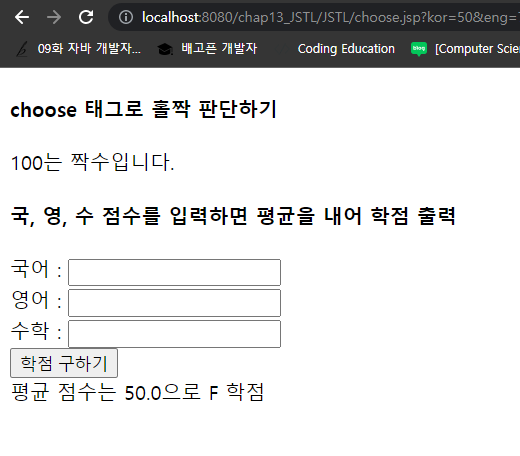 localhost:8080/chap13_JSTL/JSTL/choose.jsp?kor=50&eng=
09화 자바 개발자... 배고픈 개발자 Coding Education blog [Computer Scien
choose 태그로 홀짝 판단하기
100는 짝수입니다.
국, 영, 수 점수를 입력하면 평균을 내어 학점 출력
국어 :
영어 :
수학 :
학점 구하기
평균 점수는 50.0으로 F 학점